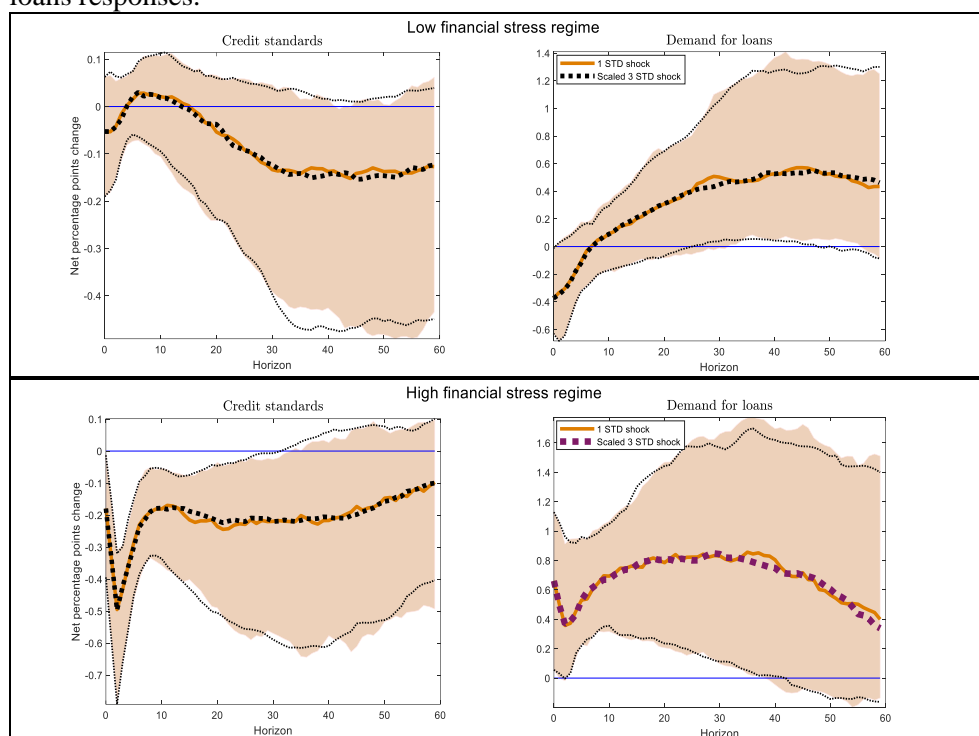 loans responses.
Low financial stress regime
Credit standards
Net percentage points change
0.1
0
-0.1
-0.2
-0.3
-0.4
0 10 20 30 40 50 60
Horizon
Demand for loans
1 STD shock
Scaled 3 STD shock
1.4
1.2
1
0.8
0.6
0.4
0.2
0
-0.2
-0.4
-0.6
0 10 20 30 40 50 60
Horizon
High financial stress regime
Credit standards
Net percentage points change
0.1
0
-0.1
-0.2
-0.3
-0.4
-0.5
-0.6
-0.7
0 10 20 30 40 50 60
Horizon
Demand for loans
1 STD shock
Scaled 3 STD shock
1.6
1.4
1.2
1
0.8
0.6
0.4
0.2
0
0 10 20 30 40 50 60
Horizon